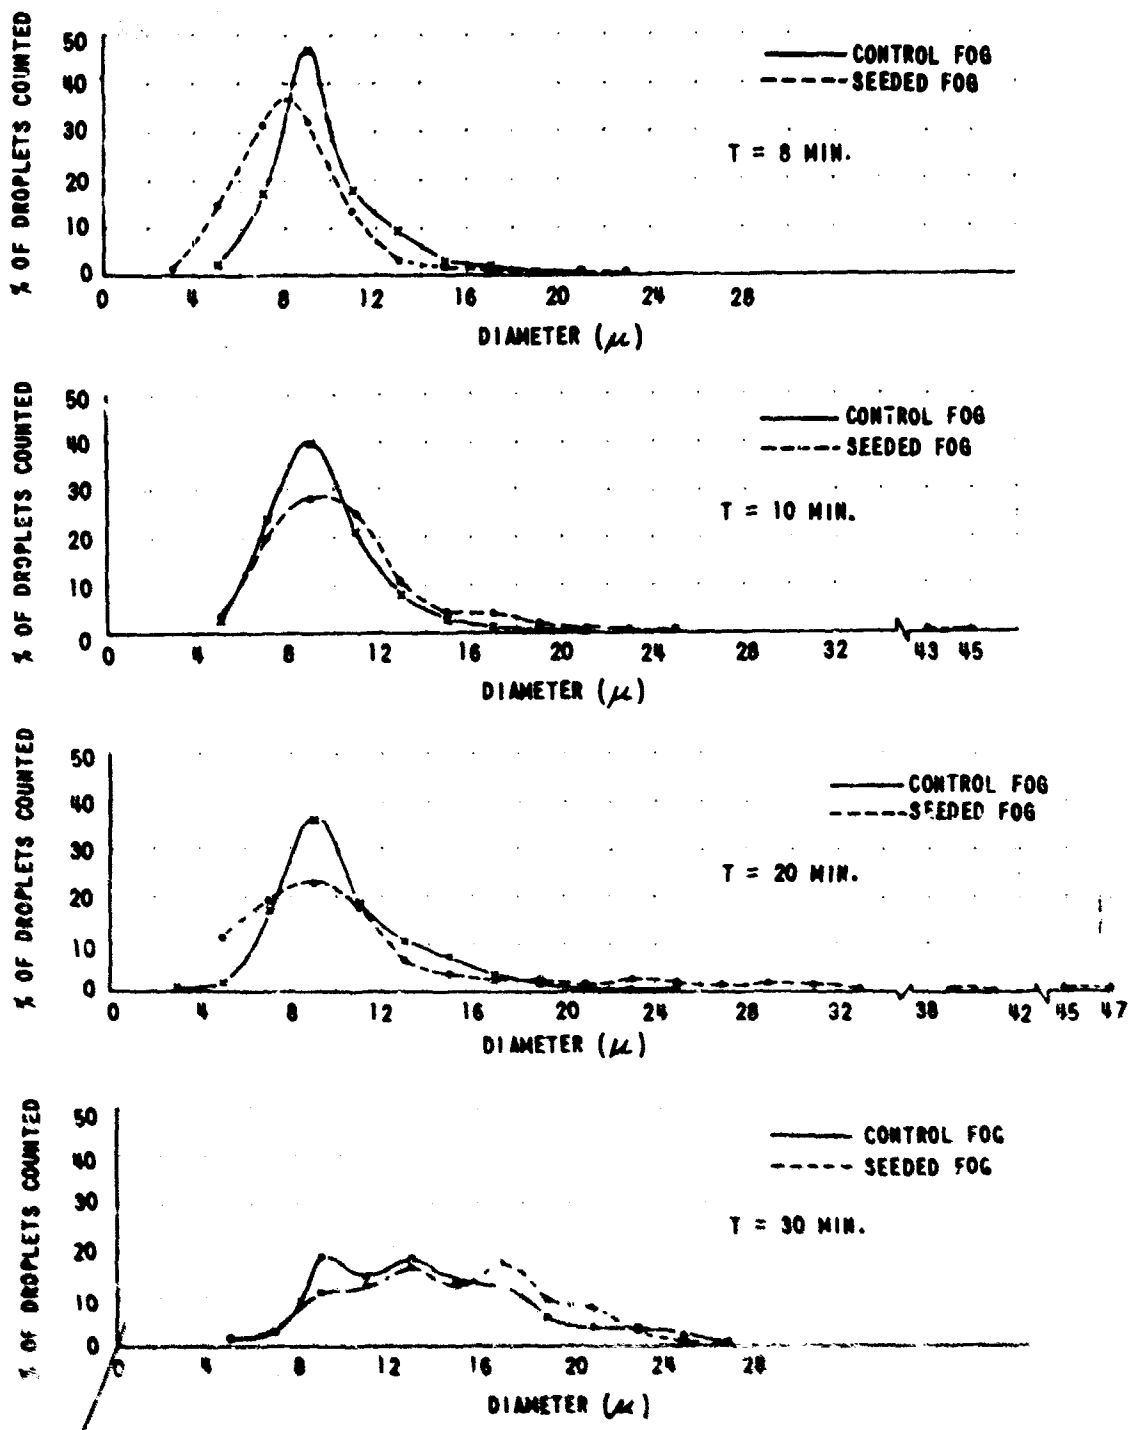 % OF DROPLETS COUNTED
50
40
30
20
10
0
CONTROL FOG
SEEDED FOG
T = 8 MIN.
0 4 8 12 16 20 24 28
DIAMETER (μ)
% OF DROPLETS COUNTED
50
40
30
20
10
0
CONTROL FOG
SEEDED FOG
T = 10 MIN.
0 4 8 12 16 20 24 28 32 43 45
DIAMETER (μ)
% OF DROPLETS COUNTED
50
40
30
20
10
0
CONTROL FOG
SEEDED FOG
T = 20 MIN.
0 4 8 12 16 20 24 28 32 38 42 45 47
DIAMETER (μ)
% OF DROPLETS COUNTED
50
40
30
20
10
0
CONTROL FOG
SEEDED FOG
T = 30 MIN.
0 4 8 12 16 20 24 28
DIAMETER (μ)